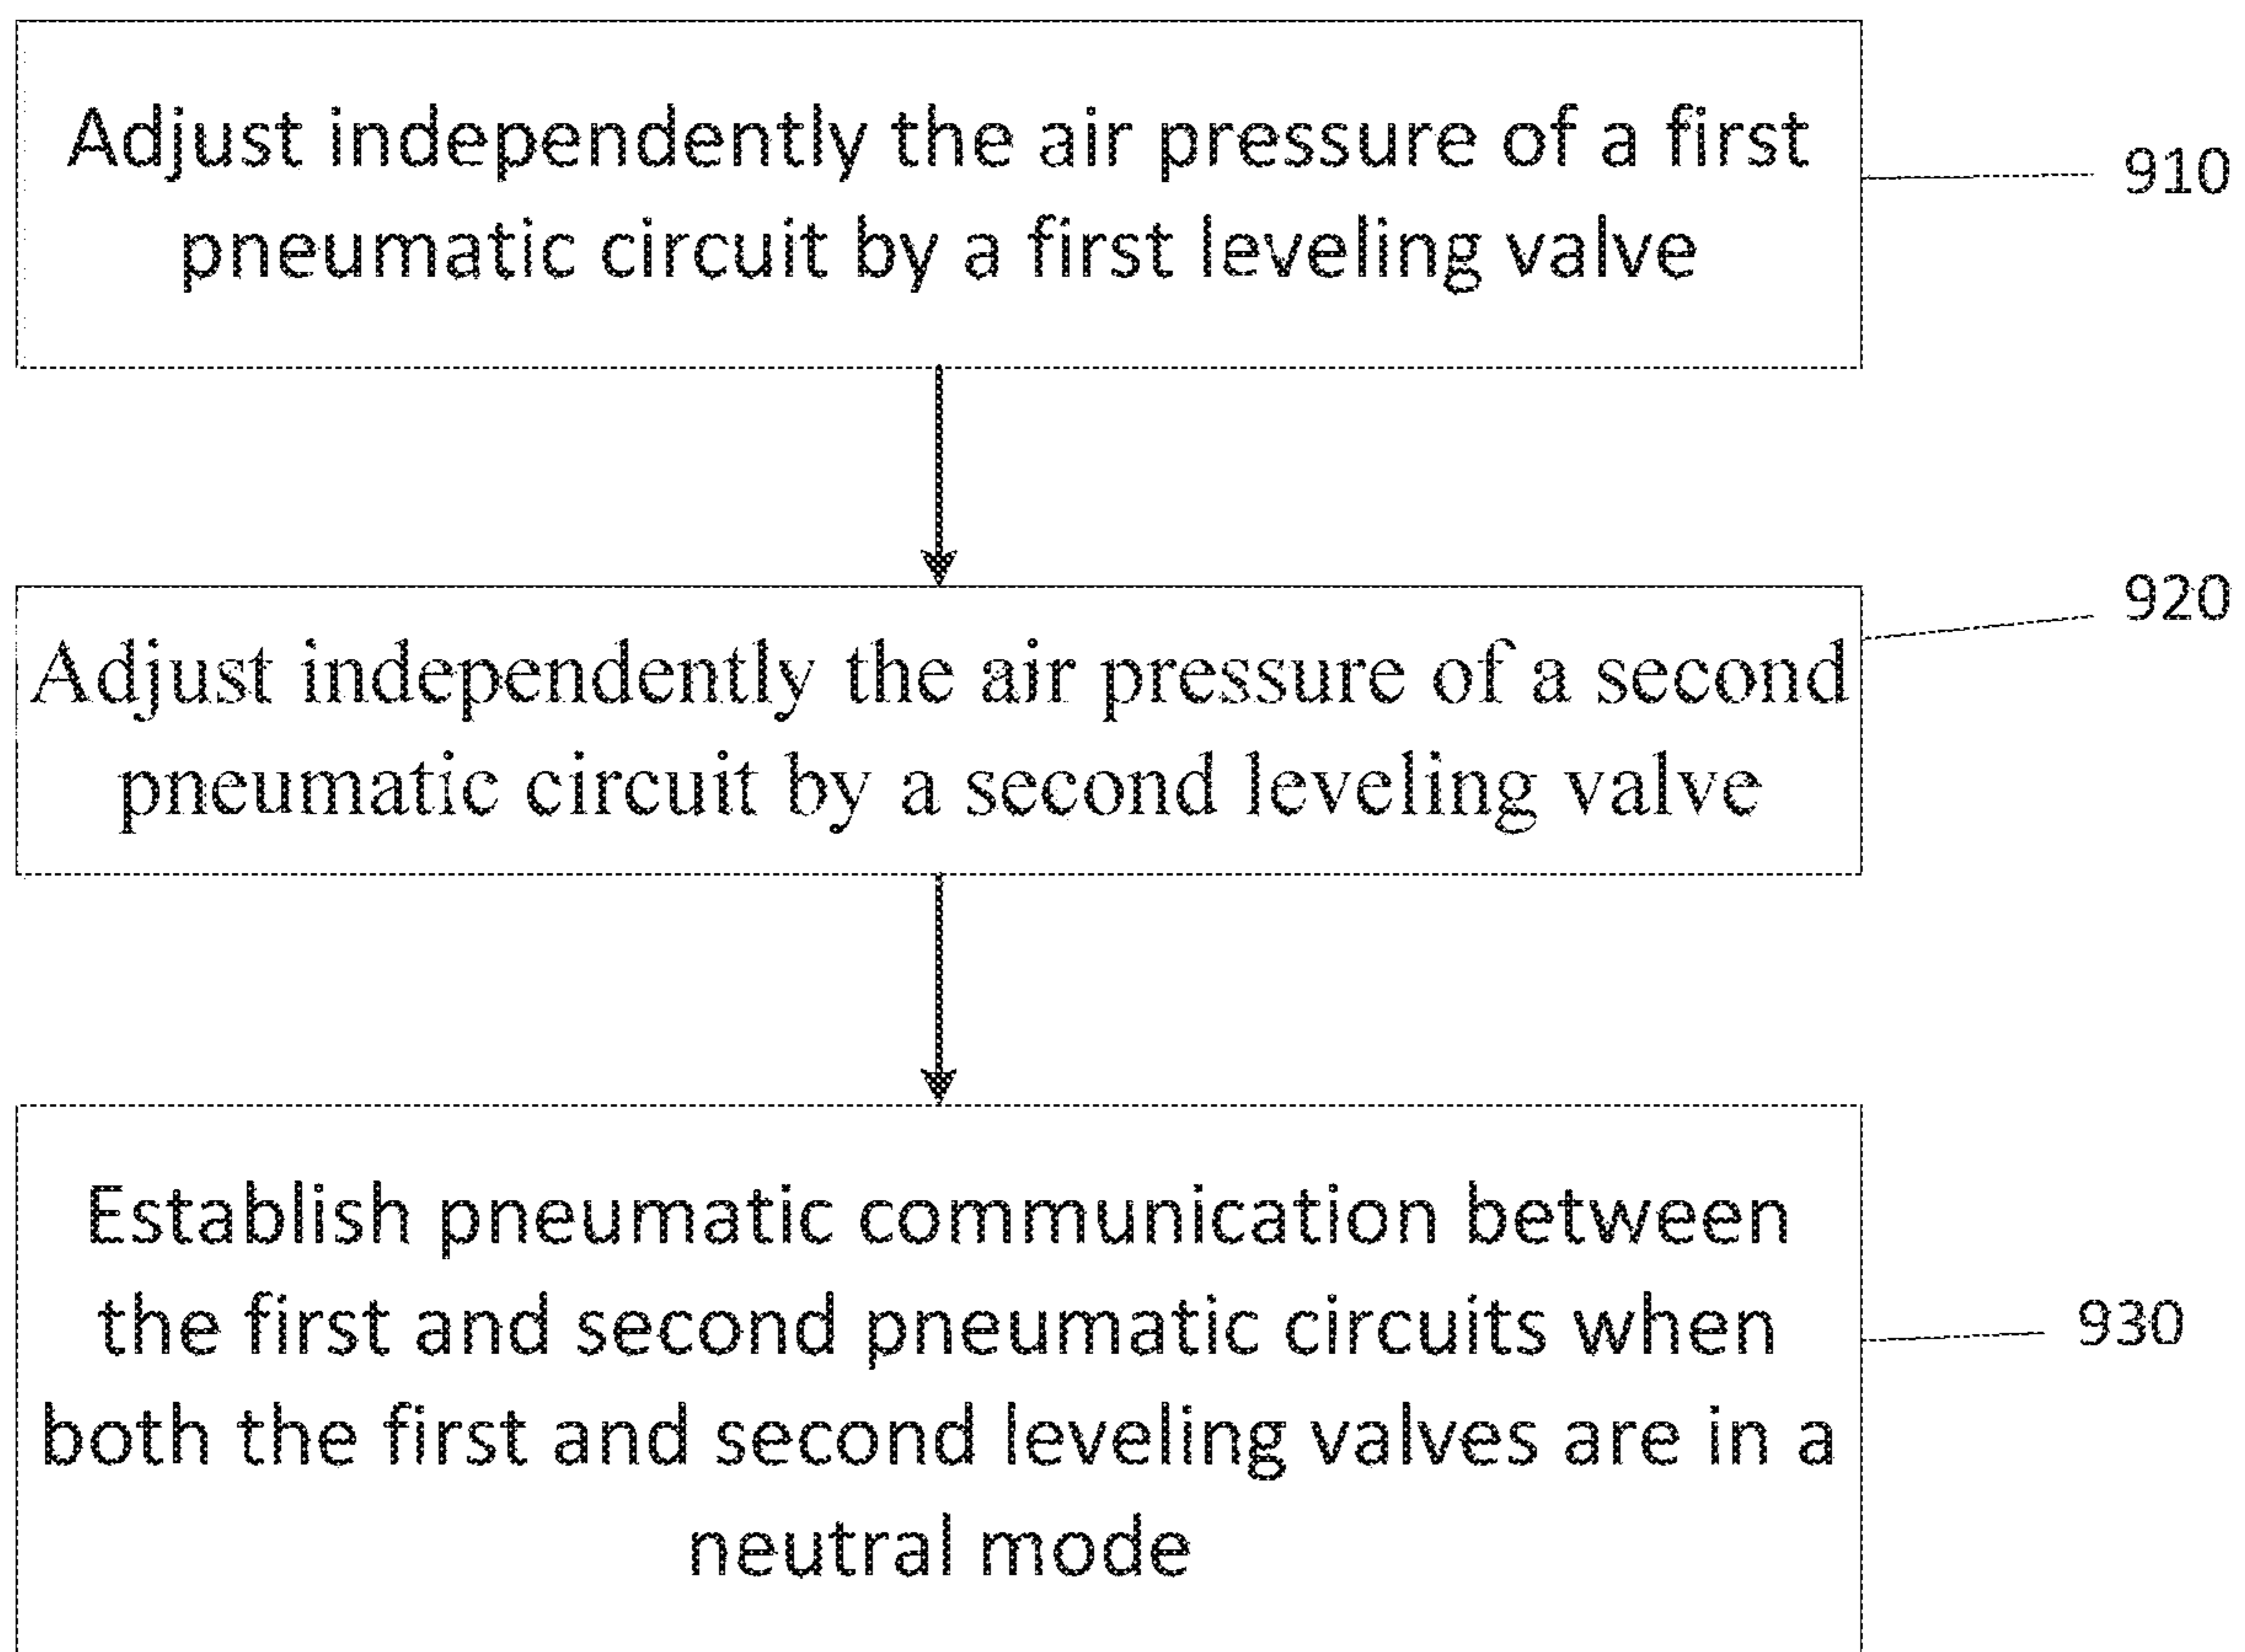 Adjust independently the air pressure of a first
pneumatic circuit by a first leveling valve
910
920
Adjust independently the air pressure of a second
pneumatic circuit by a second leveling valve
Establish pneumatic communication between
the first and second pneumatic circuits when
both the first and second leveling valves are in a
neutral mode
930